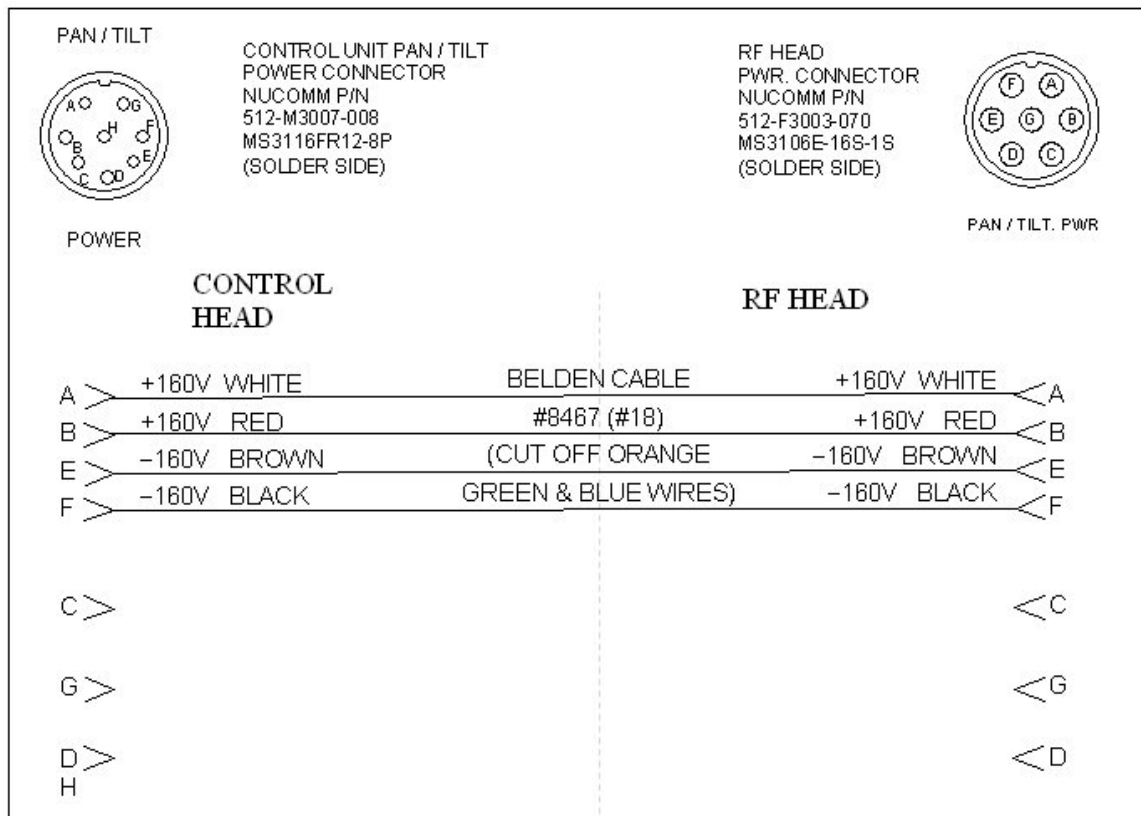 PAN / TILT
A
G
H
F
B
E
C
D
POWER
CONTROL UNIT PAN / TILT
POWER CONNECTOR
NUCOMM P/N
512-M3007-008
MS3116FR12-8P
(SOLDER SIDE)
RF HEAD
PWR. CONNECTOR
NUCOMM P/N
512-F3003-070
MS3106E-16S-1S
(SOLDER SIDE)
F
A
E
G
B
D
C
PAN / TILT. PWR
CONTROL
HEAD
RF HEAD
A +160V WHITE BELDEN CABLE +160V WHITE A
B +160V RED #8467 (#18) +160V RED B
E −160V BROWN (CUT OFF ORANGE −160V BROWN E
F −160V BLACK GREEN & BLUE WIRES) −160V BLACK F
C C
G G
D D
H